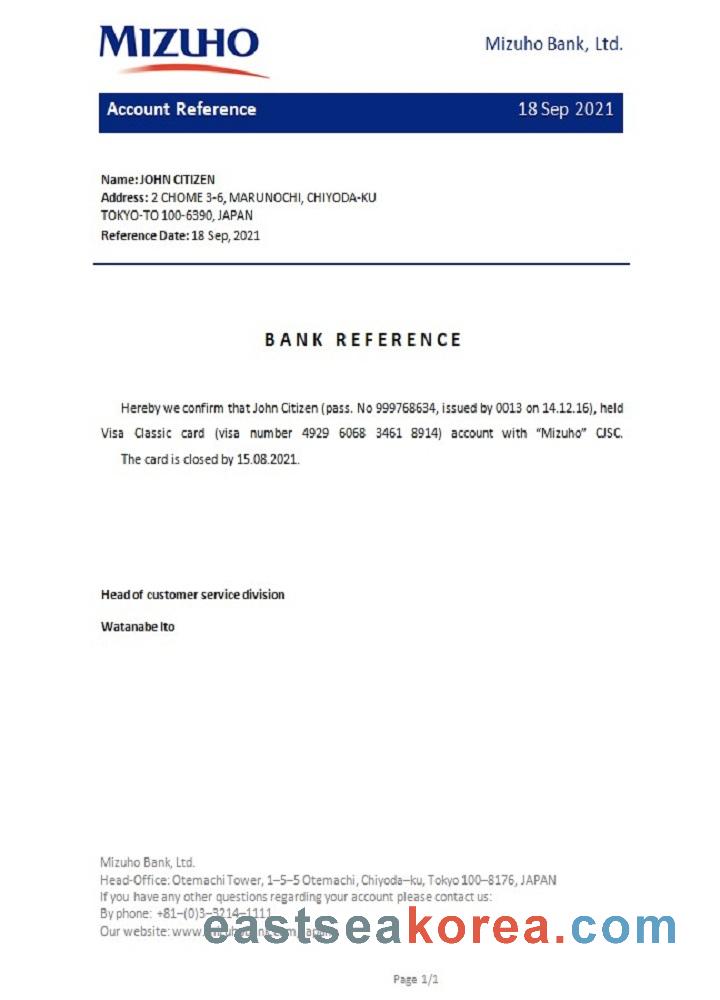 MIZUHO
Mizuho Bank, Ltd.
Account Reference 18 Sep 2021
Name: JOHN CITIZEN
Address: 2 CHOME 3-6, MARUNOCHI, CHIYODA-KU
TOKYO-TO 100-6390, JAPAN
Reference Date: 18 Sep, 2021
BANK REFERENCE
Hereby we confirm that John Citizen (pass. No 999768634, issued by 0013 on 14.12.16), held
Visa Classic card (visa number 4929 6068 3461 8914) account with “Mizuho” CJSC.
The card is closed by 15.08.2021.
Head of customer service division
Watanabe Ito
Mizuho Bank, Ltd.
Head-Office: Otemachi Tower, 1–5–5 Otemachi, Chiyoda–ku, Tokyo 100–8176, JAPAN
If you have any other questions regarding your account please contact us:
By phone: +81–(0)3–3214–1111
Our website:
eastseakorea.com
Page 1/1